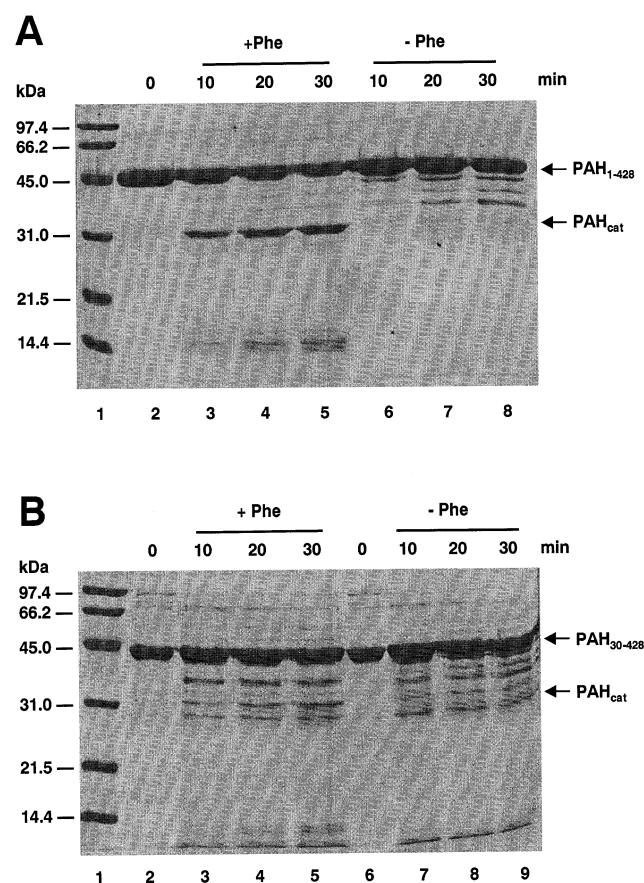 A
+Phe - Phe
0 10 20 30 10 20 30 min
kDa
97.4
66.2
45.0
PAH1-428
31.0
PAHcat
21.5
14.4
1 2 3 4 5 6 7 8
B
+ Phe - Phe
0 10 20 30 0 10 20 30 min
kDa
97.4
66.2
45.0
PAH30-428
31.0
PAHcat
21.5
14.4
1 2 3 4 5 6 7 8 9